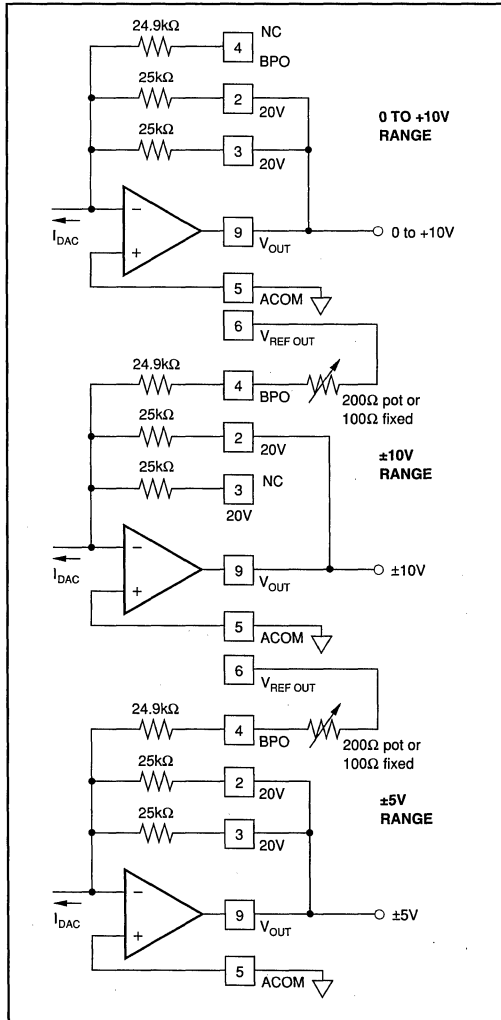 24.9kΩ
4
NC
BPO
25kΩ
2
20V
25kΩ
3
20V
0 TO +10V
RANGE
−
+
I_DAC
9
V_OUT
0 to +10V
5
ACOM
6
V_REF OUT
24.9kΩ
4
BPO
200Ω pot or
100Ω fixed
25kΩ
2
20V
25kΩ
3
NC
20V
±10V
RANGE
−
+
I_DAC
9
V_OUT
±10V
5
ACOM
6
V_REF OUT
24.9kΩ
4
BPO
200Ω pot or
100Ω fixed
25kΩ
2
20V
25kΩ
3
20V
±5V
RANGE
−
+
I_DAC
9
V_OUT
±5V
5
ACOM